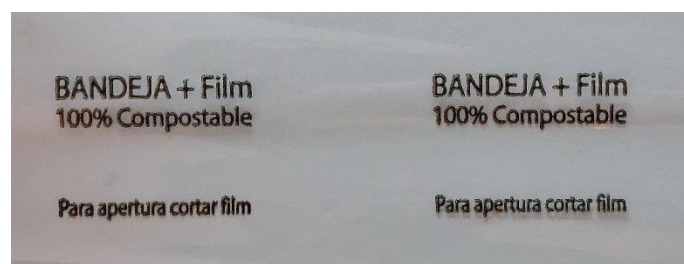 BANDEJA + Film
100% Compostable
Para apertura cortar film
BANDEJA + Film
100% Compostable
Para apertura cortar film